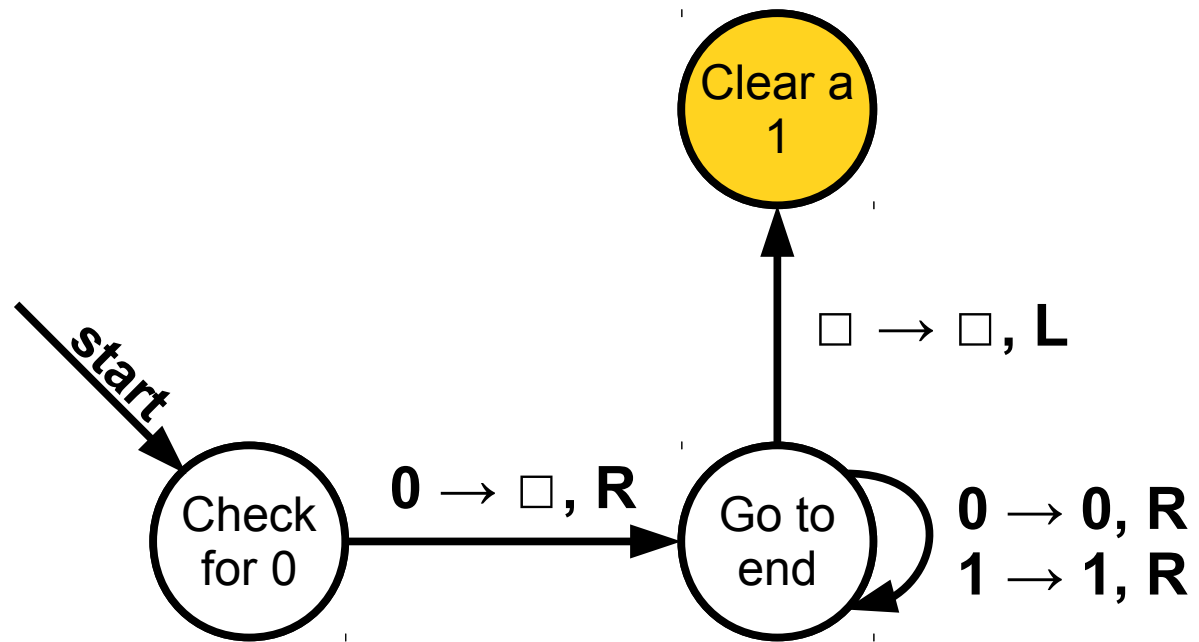 Clear a
1
□ → □, L
start
0 → □, R
Check
for 0
Go to
end
0 → 0, R
1 → 1, R